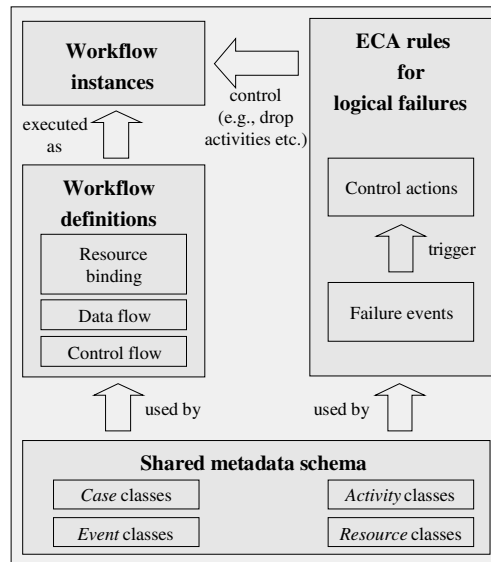 Workflow
instances
ECA rules
for
logical failures
control
(e.g., drop
activities etc.)
executed
as
Workflow
definitions
Resource
binding
Data flow
Control flow
Control actions
trigger
Failure events
used by
used by
Shared metadata schema
Case classes
Activity classes
Event classes
Resource classes